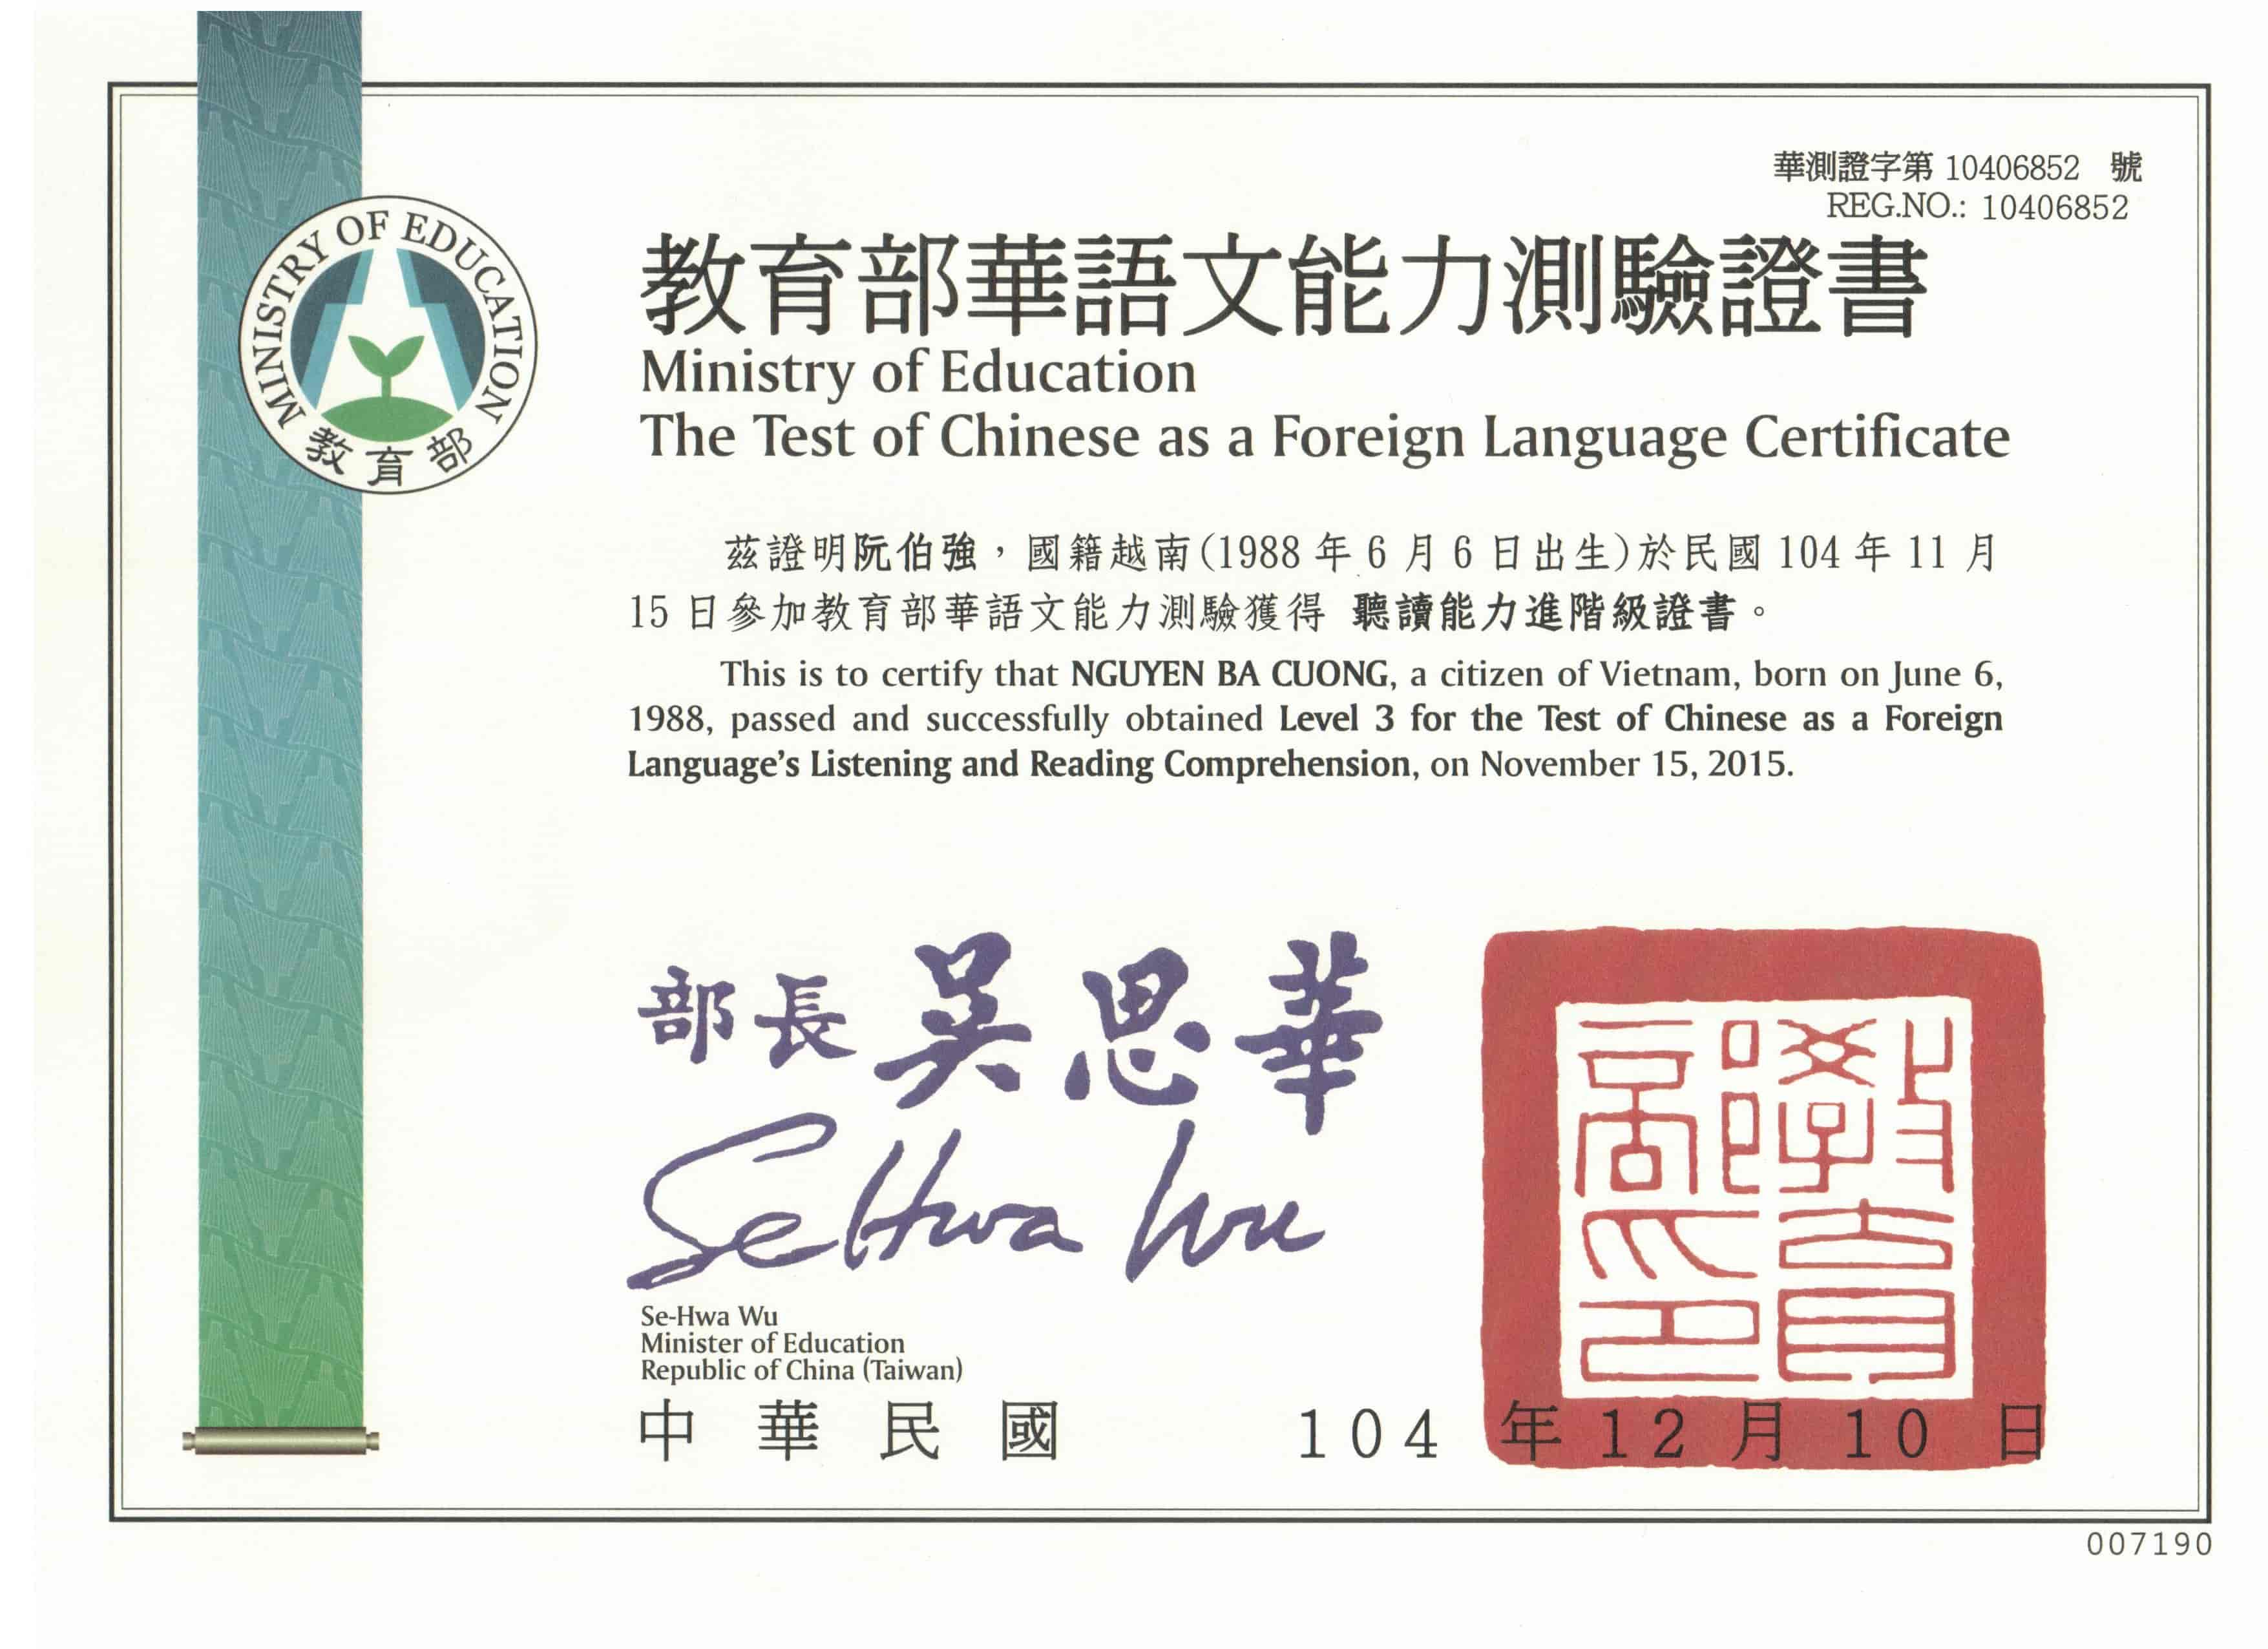 華測證字第 10406852 號
REG.NO.: 10406852
MINISTRY OF EDUCATION
教育部
教育部華語文能力測驗證書
Ministry of Education
The Test of Chinese as a Foreign Language Certificate
茲證明阮伯強，國籍越南(1988 年 6 月 6 日出生)於民國 104 年 11 月
15 日參加教育部華語文能力測驗獲得 聽讀能力進階級證書。
This is to certify that NGUYEN BA CUONG, a citizen of Vietnam, born on June 6,
1988, passed and successfully obtained Level 3 for the Test of Chinese as a Foreign
Language's Listening and Reading Comprehension, on November 15, 2015.
部長 吳思華
SeHwa Wu
Se-Hwa Wu
Minister of Education
Republic of China (Taiwan)
教育部印
中華民國 104 年 12 月 10 日
007190